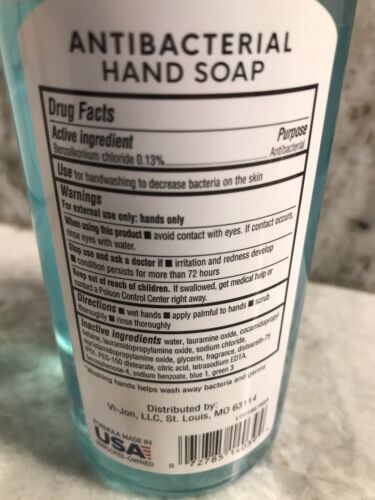 ANTIBACTERIAL
HAND SOAP
Drug Facts
Active ingredient Purpose
Benzalkonium chloride 0.13% Antibacterial
Use for handwashing to decrease bacteria on the skin
Warnings
For external use only: hands only
When using this product ■ avoid contact with eyes. If contact occurs,
rinse eyes with water.
Stop use and ask a doctor if ■ irritation and redness develop
■ condition persists for more than 72 hours
Keep out of reach of children. If swallowed, get medical help or
contact a Poison Control Center right away.
Directions ■ wet hands ■ apply palmful to hands ■ scrub
thoroughly ■ rinse thoroughly
Inactive ingredients water, lauramine oxide, cocamidopropyl
betaine, lauramidopropylamine oxide, sodium chloride,
myristamidopropylamine oxide, glycerin, fragrance, disteareth-75
IPDI, PEG-150 distearate, citric acid, tetrasodium EDTA,
sodium benzoate, blue 1, green 3
*washing hands helps wash away bacteria and germs
Distributed by:
Vi-Jon, LLC, St. Louis, MO 63114
FORMULA MADE IN
USA
EMPLOYEE-OWNED
0 72785